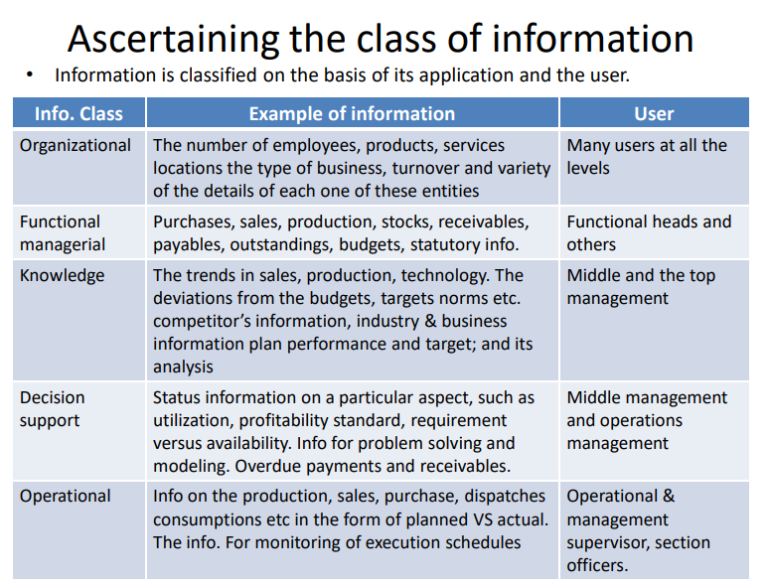 Ascertaining the class of information
• Information is classified on the basis of its application and the user.
Info. Class Example of information User
Organizational The number of employees, products, services Many users at all the
locations the type of business, turnover and variety levels
of the details of each one of these entities
Functional Purchases, sales, production, stocks, receivables, Functional heads and
managerial payables, outstandings, budgets, statutory info. others
Knowledge The trends in sales, production, technology. The Middle and the top
deviations from the budgets, targets norms etc. management
competitor’s information, industry & business
information plan performance and target; and its
analysis
Decision Status information on a particular aspect, such as Middle management
support utilization, profitability standard, requirement and operations
versus availability. Info for problem solving and management
modeling. Overdue payments and receivables.
Operational Info on the production, sales, purchase, dispatches Operational &
consumptions etc in the form of planned VS actual. management
The info. For monitoring of execution schedules supervisor, section
officers.